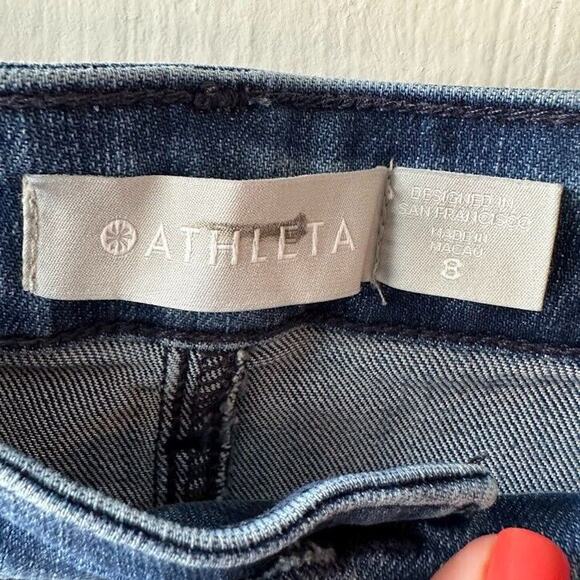 ATHLETA
DESIGNED IN
SAN FRANCISCO
MADE IN
MACAU
8